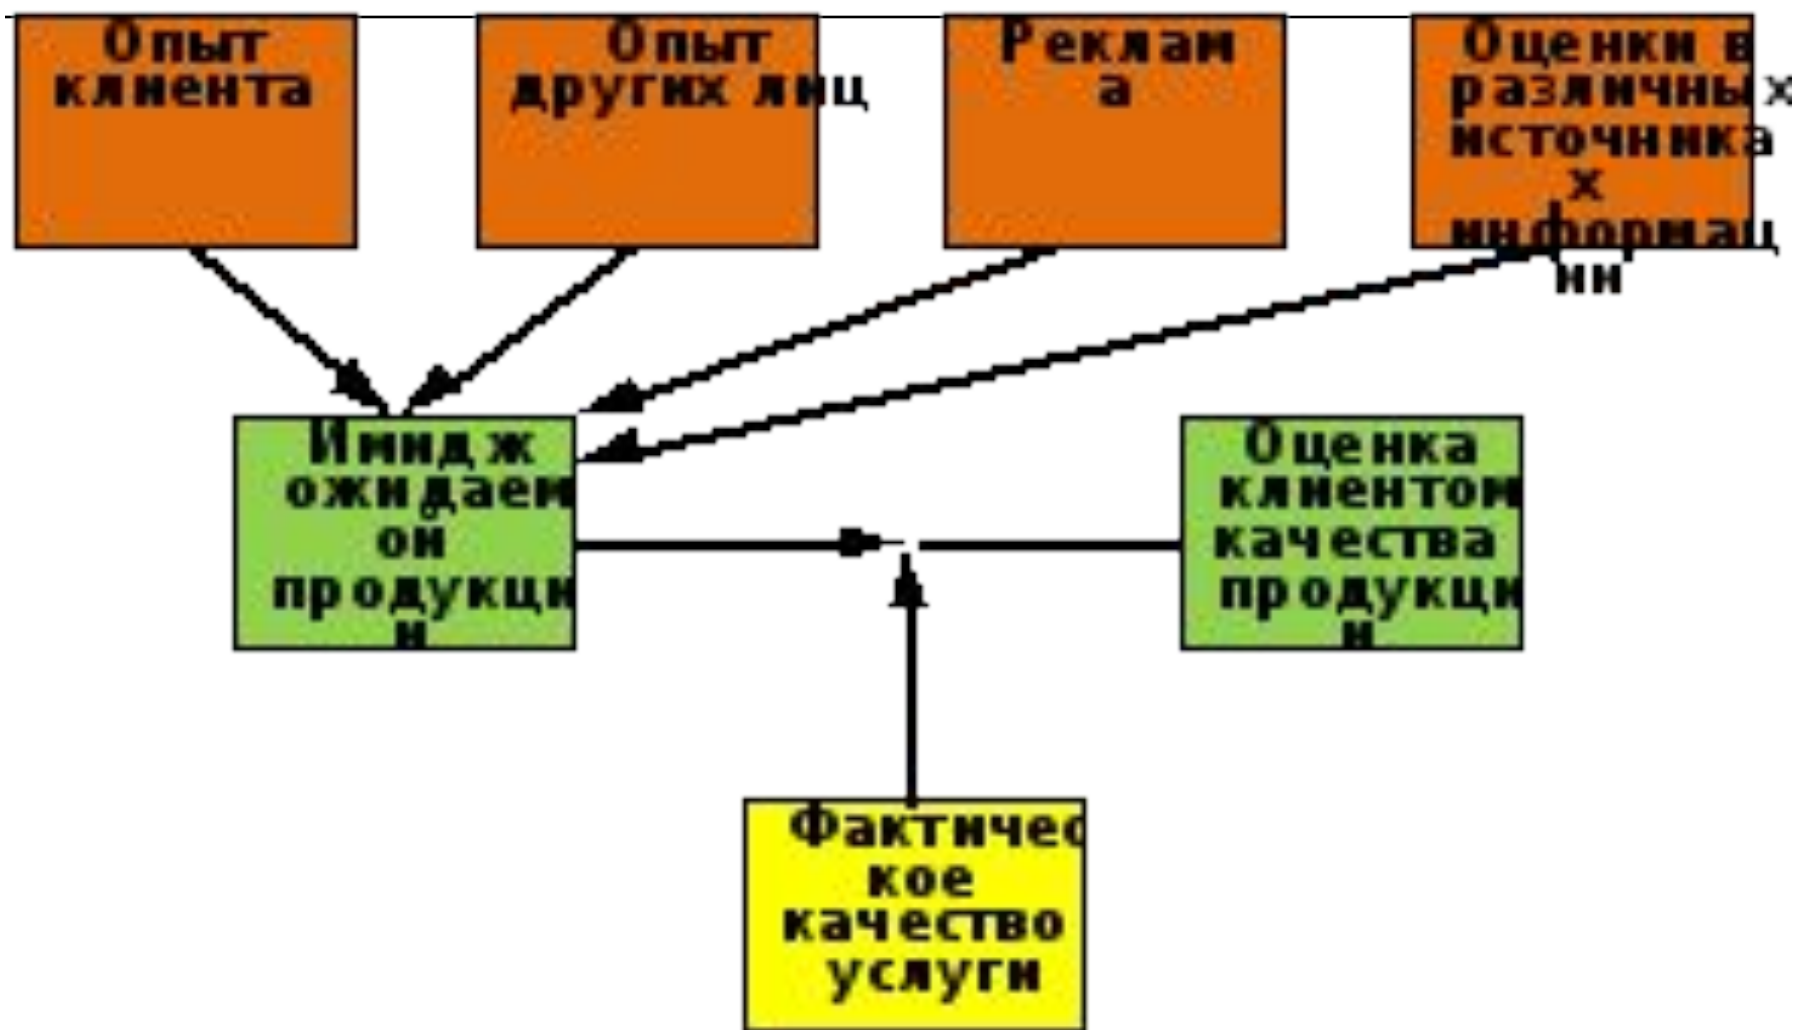 Опыт
клиента
Опыт
других лиц
Реклам
а
Оценки в
различны х
источника
х
информац
ии
Имидж
ожидаем
ой
продукци
и
Оценка
клиентом
качества
продукци
и
Фактичес
кое
качество
услуги